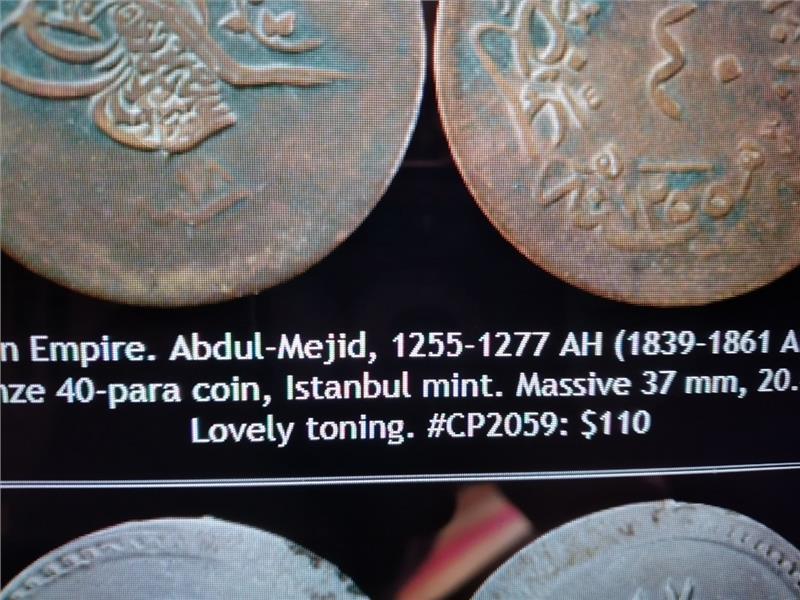 ٤٠
n Empire. Abdul-Mejid, 1255-1277 AH (1839-1861 A
nze 40-para coin, Istanbul mint. Massive 37 mm, 20.
Lovely toning. #CP2059: $110